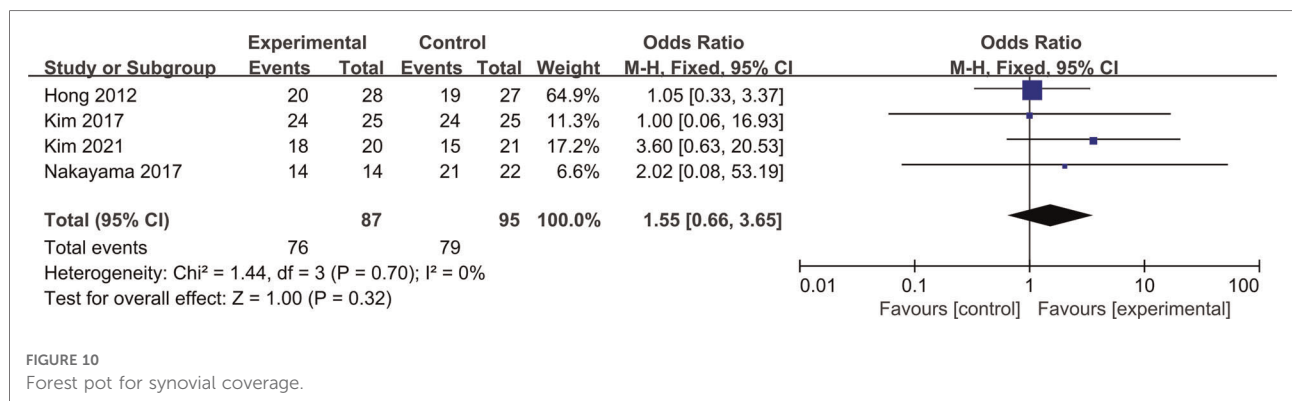 Experimental Control Odds Ratio Odds Ratio
Study or Subgroup Events Total Events Total Weight M-H, Fixed, 95% CI M-H, Fixed, 95% CI
Hong 2012 20 28 19 27 64.9% 1.05 [0.33, 3.37]
Kim 2017 24 25 24 25 11.3% 1.00 [0.06, 16.93]
Kim 2021 18 20 15 21 17.2% 3.60 [0.63, 20.53]
Nakayama 2017 14 14 21 22 6.6% 2.02 [0.08, 53.19]
Total (95% CI) 87 95 100.0% 1.55 [0.66, 3.65]
Total events 76 79
Heterogeneity: Chi² = 1.44, df = 3 (P = 0.70); I² = 0%
Test for overall effect: Z = 1.00 (P = 0.32)
0.01 0.1 1 10 100
Favours [control] Favours [experimental]
FIGURE 10
Forest pot for synovial coverage.